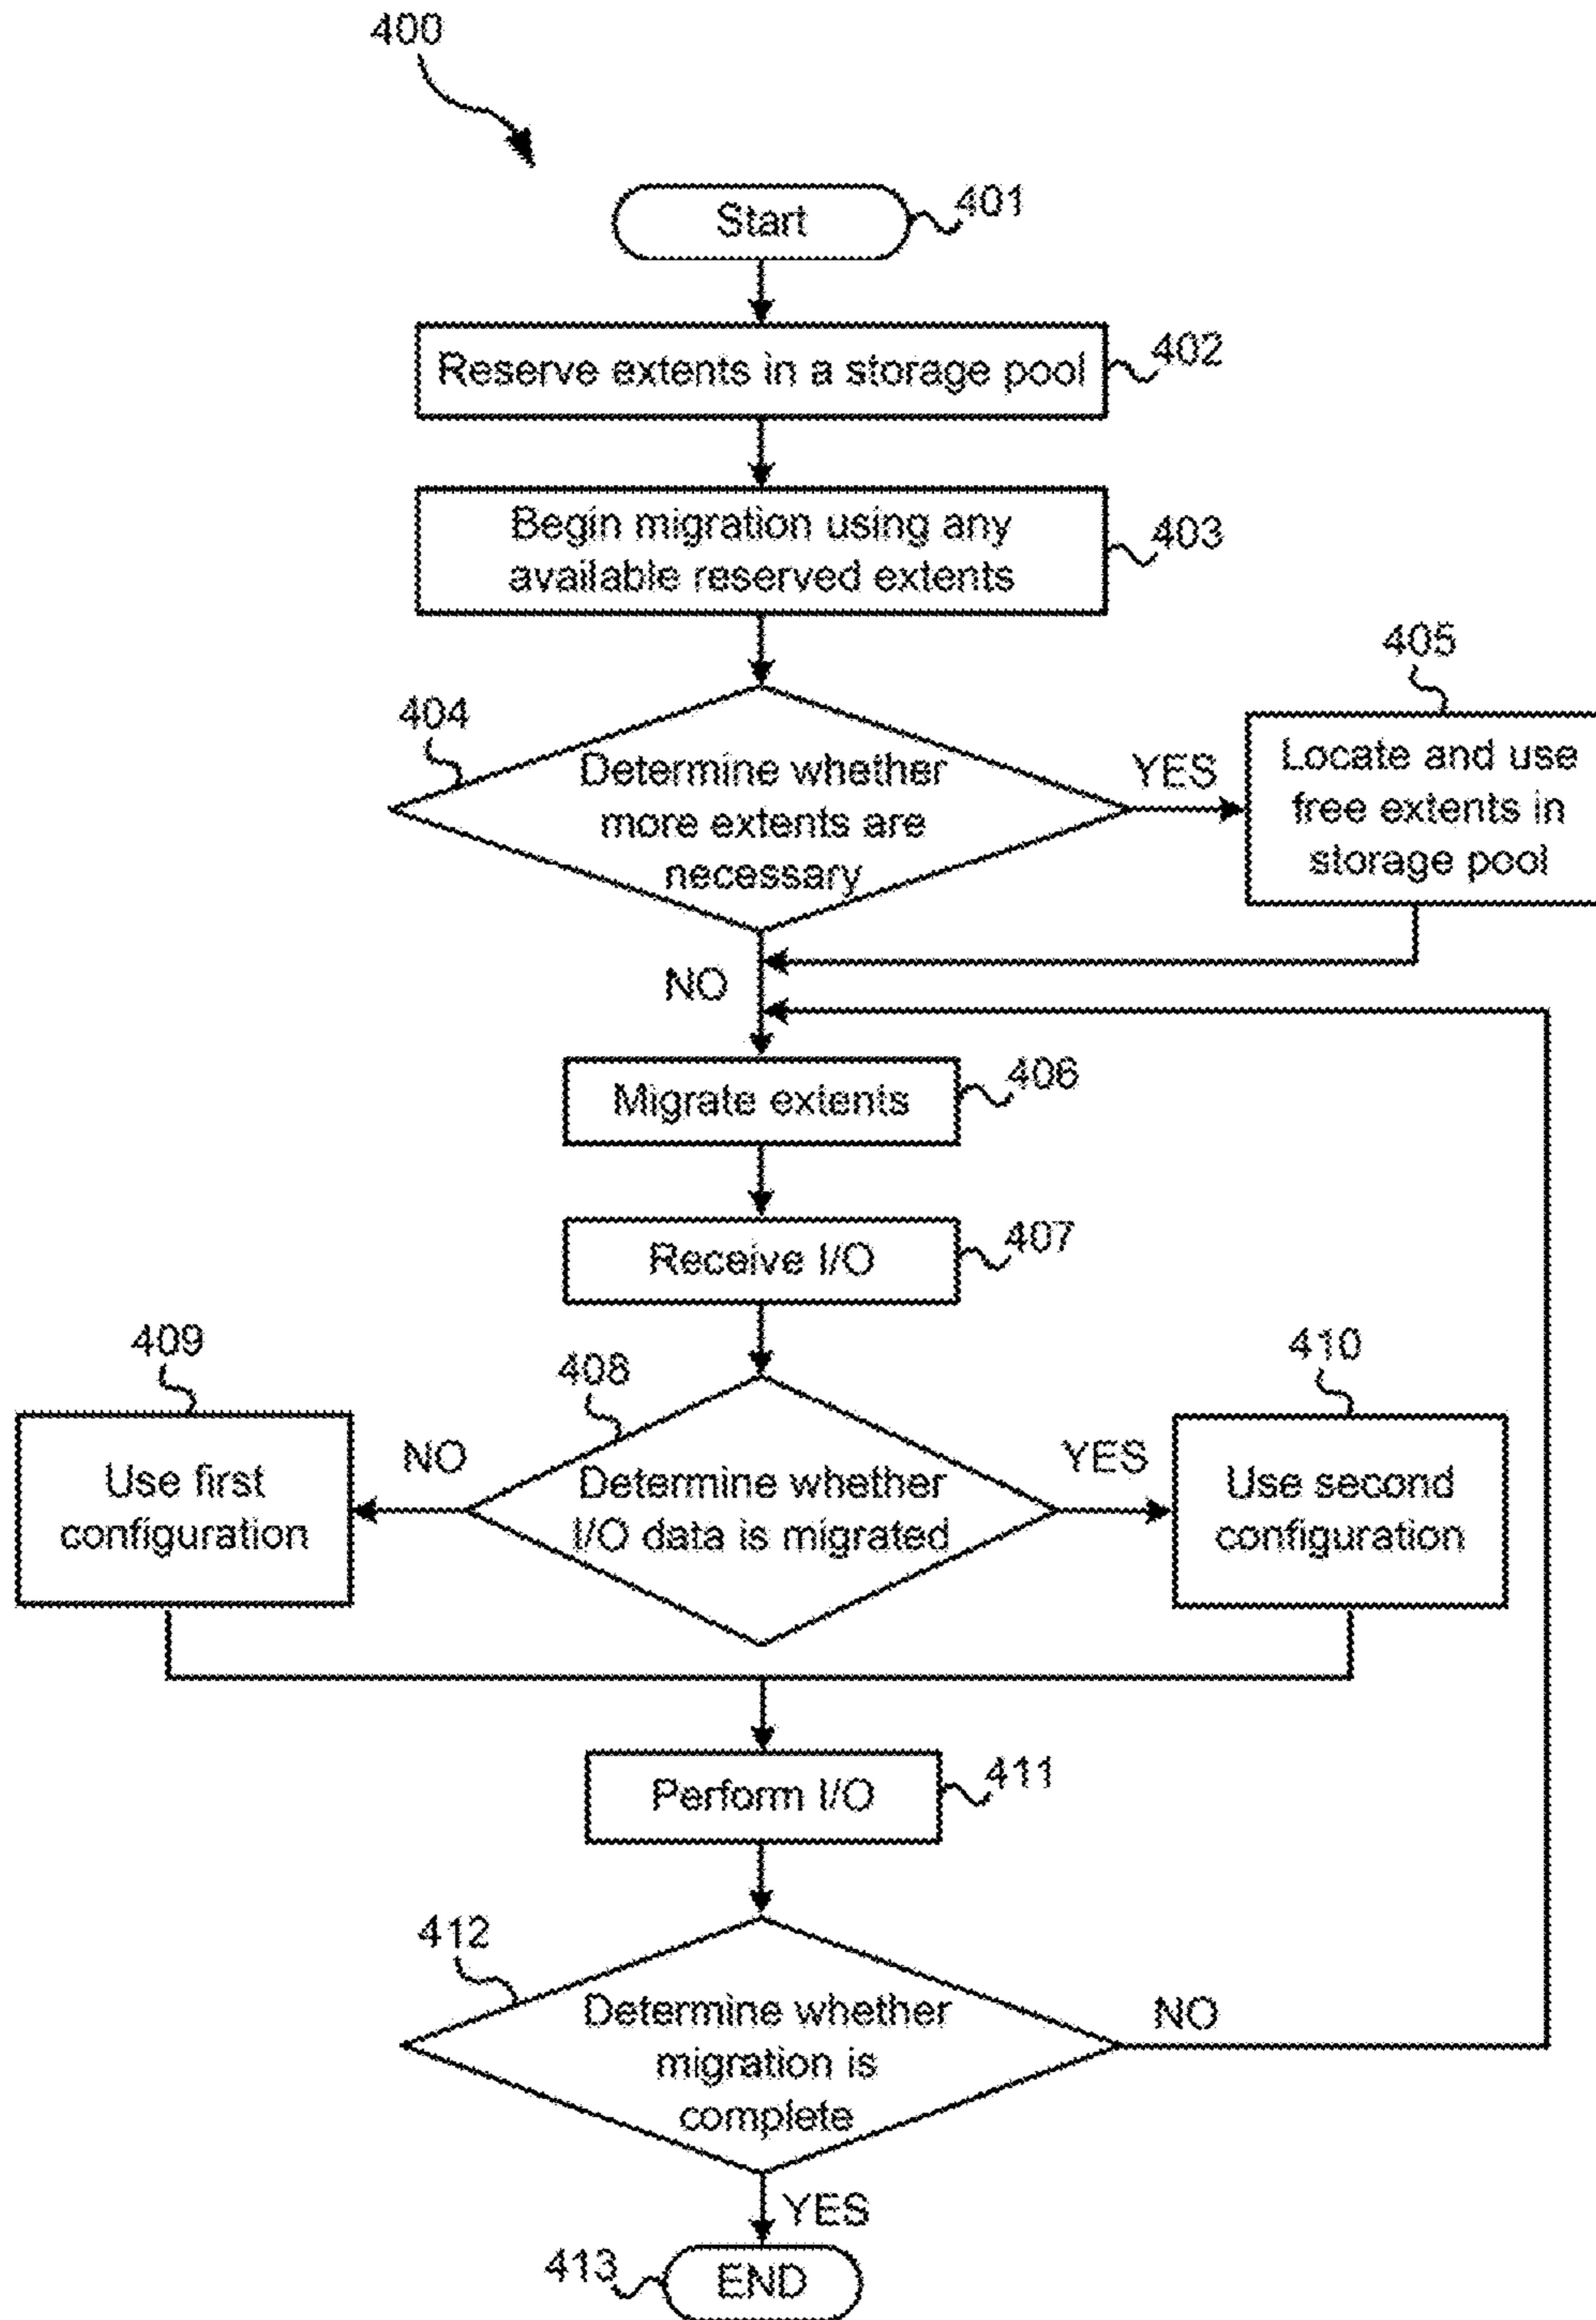 400
Start
401
Reserve extents in a storage pool
402
Begin migration using any
available reserved extents
403
404
Determine whether
more extents are
necessary
YES
405
Locate and use
free extents in
storage pool
NO
Migrate extents
406
Receive I/O
407
408
Determine whether
I/O data is migrated
NO
409
Use first
configuration
YES
410
Use second
configuration
Perform I/O
411
412
Determine whether
migration is
complete
NO
YES
413
END